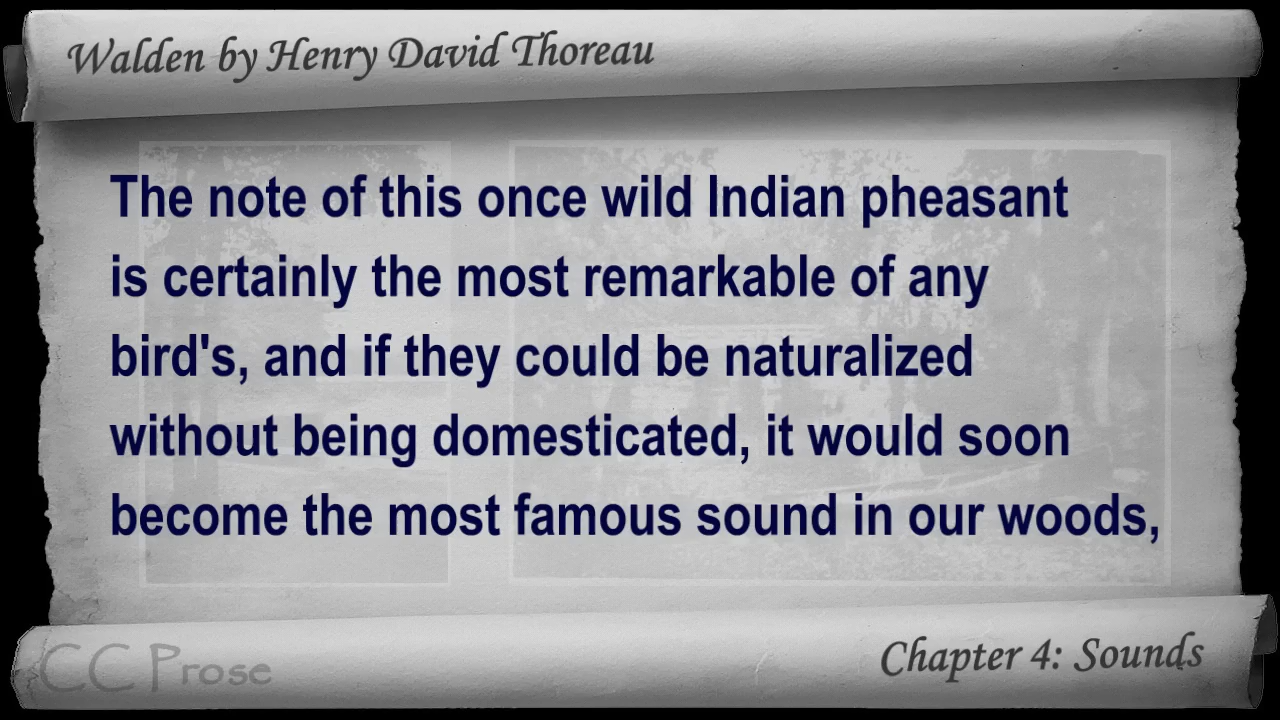 Walden by Henry David Thoreau
The note of this once wild Indian pheasant
is certainly the most remarkable of any
bird's, and if they could be naturalized
without being domesticated, it would soon
become the most famous sound in our woods,
CC Prose
Chapter 4: Sounds